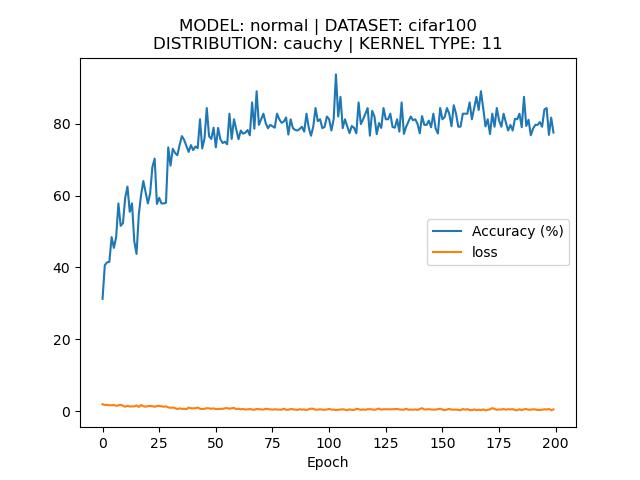 MODEL: normal | DATASET: cifar100
DISTRIBUTION: cauchy | KERNEL TYPE: 11
80
60
40
20
0
Accuracy (%)
loss
0 25 50 75 100 125 150 175 200
Epoch